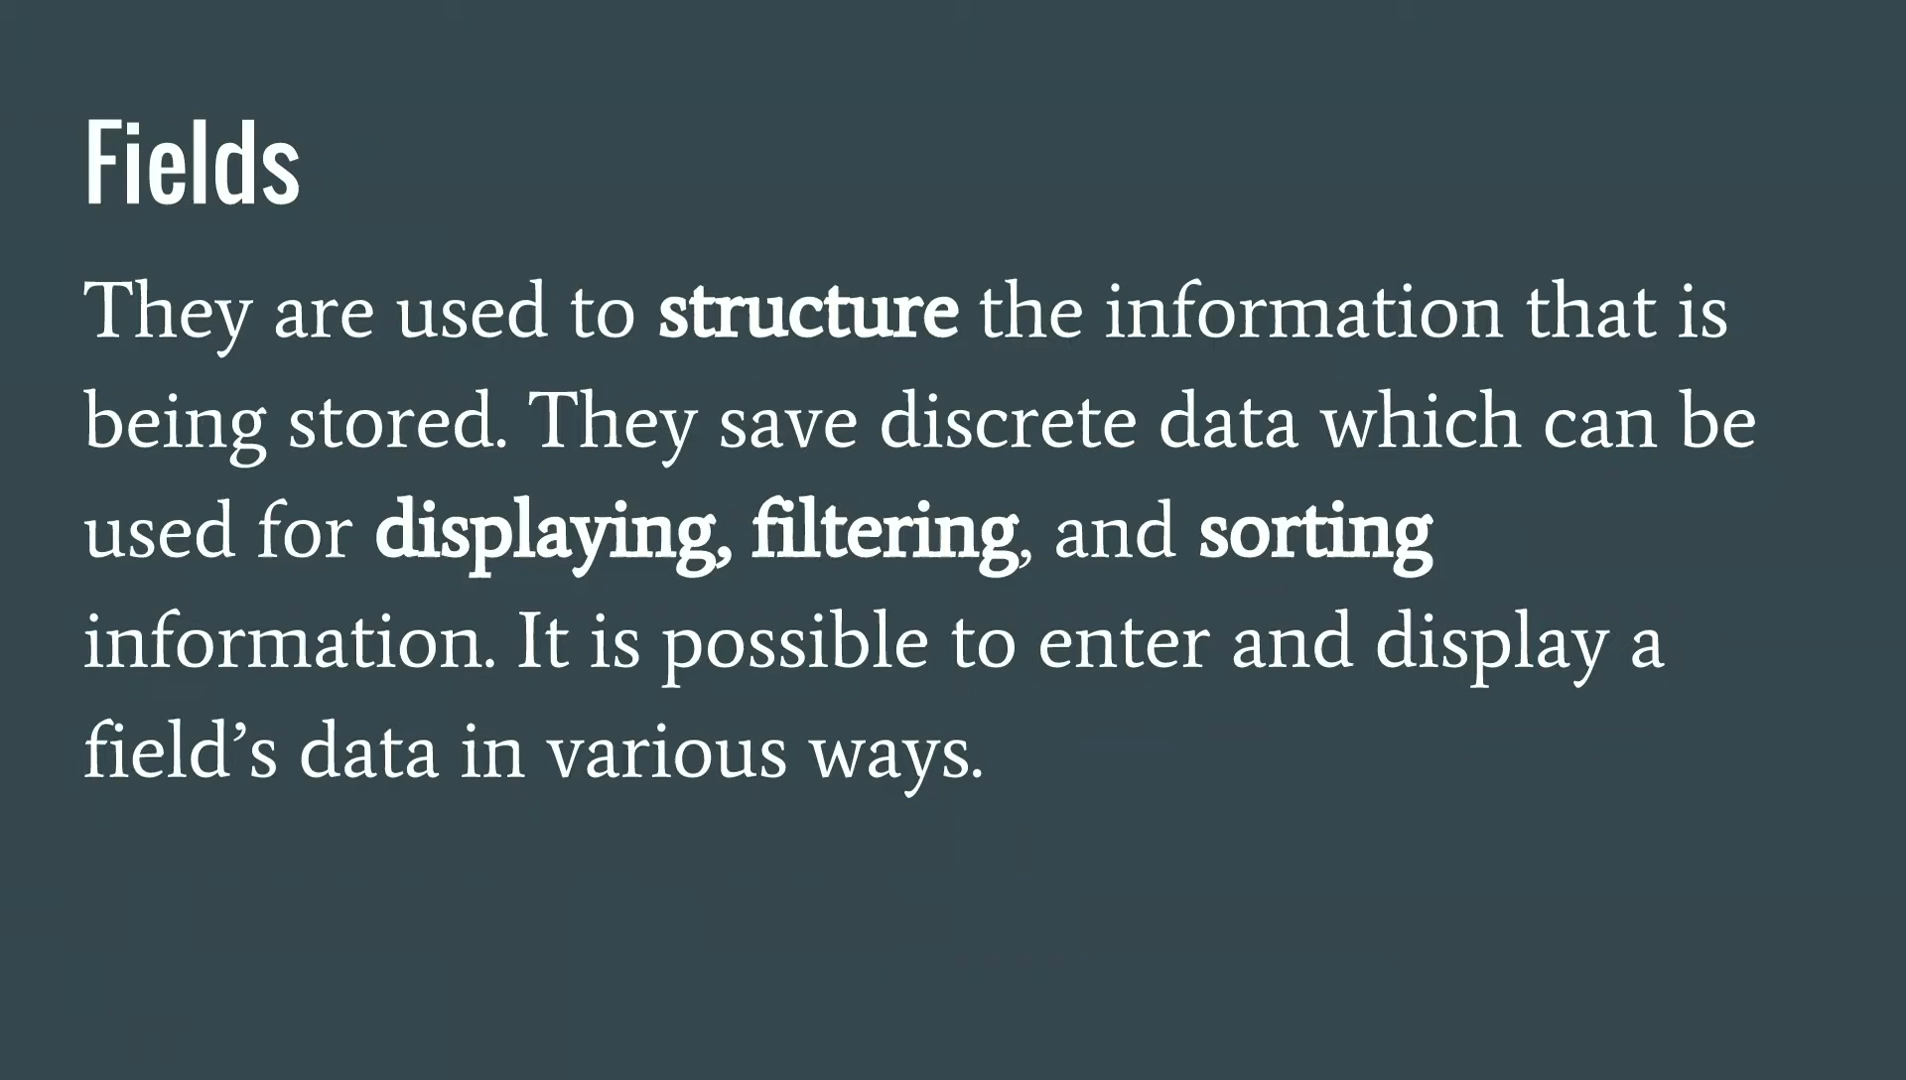 Fields
They are used to structure the information that is
being stored. They save discrete data which can be
used for displaying, filtering, and sorting
information. It is possible to enter and display a
field’s data in various ways.